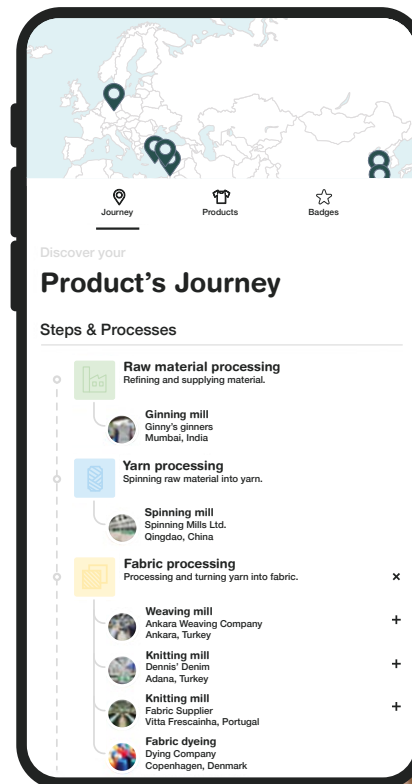 Journey
Products
Badges
Discover your
Product's Journey
Steps & Processes
Raw material processing
Refining and supplying material.
Ginning mill
Ginny's ginners
Mumbai, India
Yarn processing
Spinning raw material into yarn.
Spinning mill
Spinning Mills Ltd.
Qingdao, China
Fabric processing
Processing and turning yarn into fabric.
Weaving mill
Ankara Weaving Company
Ankara, Turkey
Knitting mill
Dennis' Denim
Adana, Turkey
Knitting mill
Fabric Supplier
Vitta Frescainha, Portugal
Fabric dyeing
Dying Company
Copenhagen, Denmark